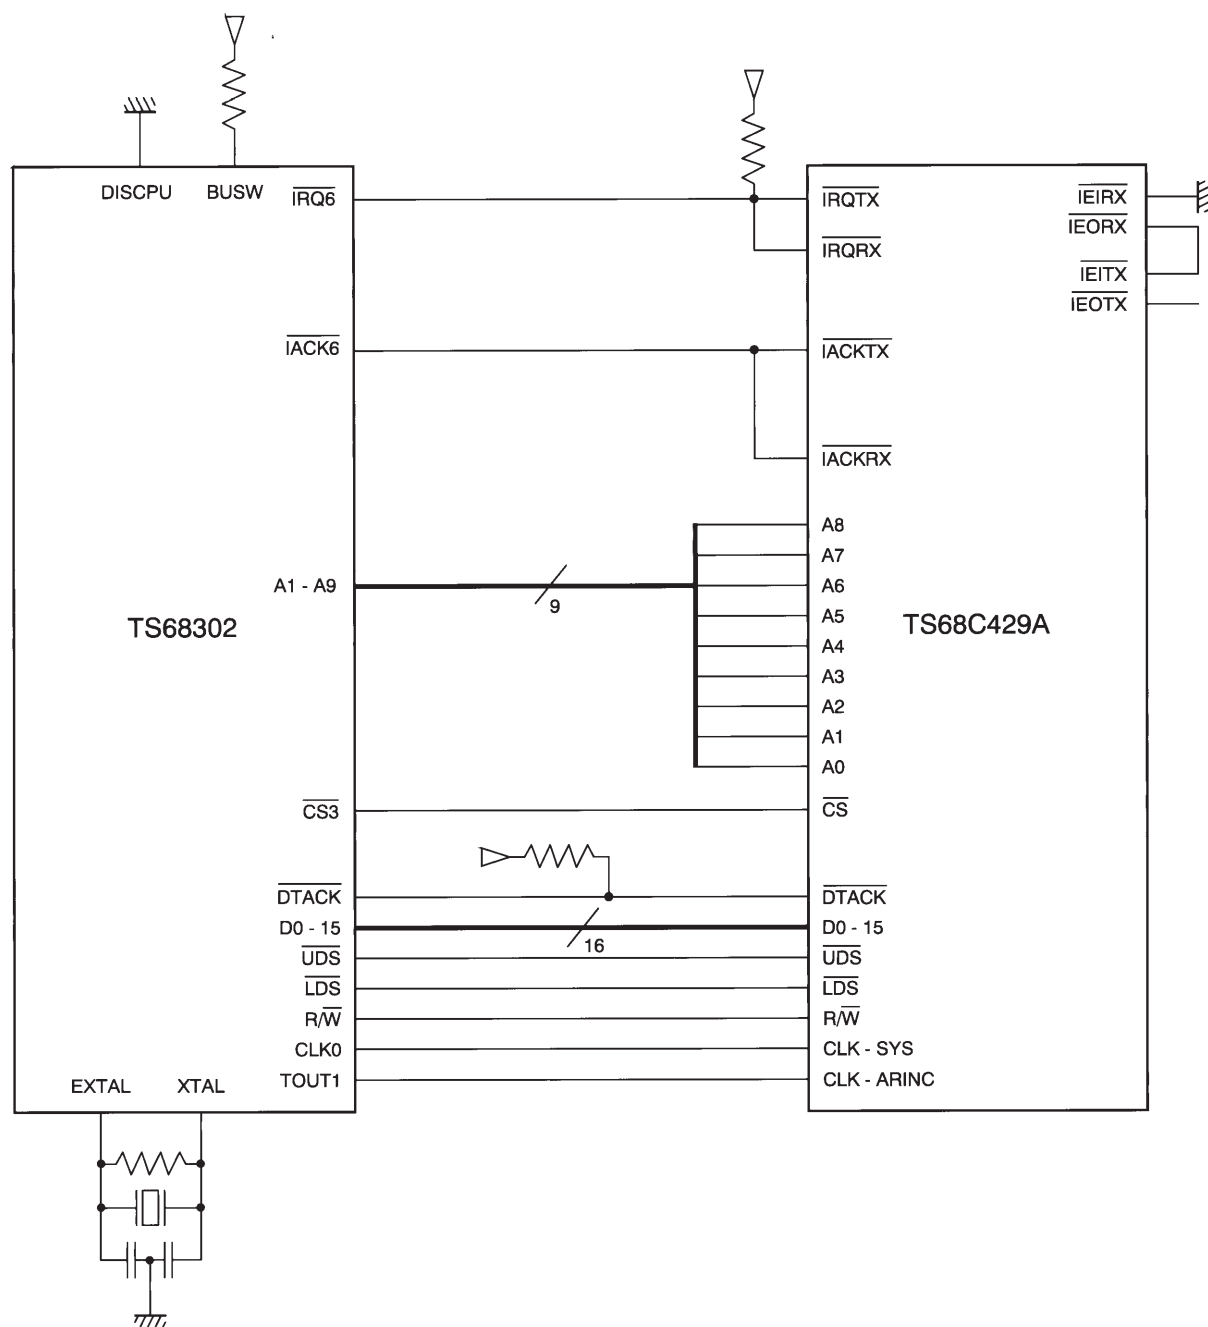 DISCPU BUSW
IRQ6
IRQTX
IEIRX
IEORX
IRQRX
IEITX
IEOTX
IACK6
IACKTX
IACKRX
A8
A7
A1 - A9
9
A6
A5
TS68302
TS68C429A
A4
A3
A2
A1
A0
CS3
CS
DTACK
DTACK
D0 - 15
16
D0 - 15
UDS
UDS
LDS
LDS
R/W
R/W
CLK0
CLK - SYS
EXTAL XTAL
TOUT1
CLK - ARINC